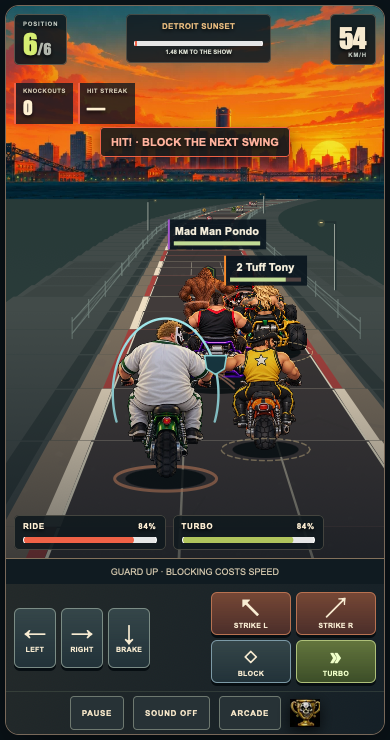 POSITION
6/6
DETROIT SUNSET
1.48 KM TO THE SHOW
54
KM/H
KNOCKOUTS
0
HIT STREAK
—
HIT! · BLOCK THE NEXT SWING
Mad Man Pondo
2 Tuff Tony
RIDE 84%
TURBO 84%
GUARD UP · BLOCKING COSTS SPEED
← LEFT
→ RIGHT
↓ BRAKE
↖ STRIKE L
↗ STRIKE R
◇ BLOCK
» TURBO
PAUSE
SOUND OFF
ARCADE